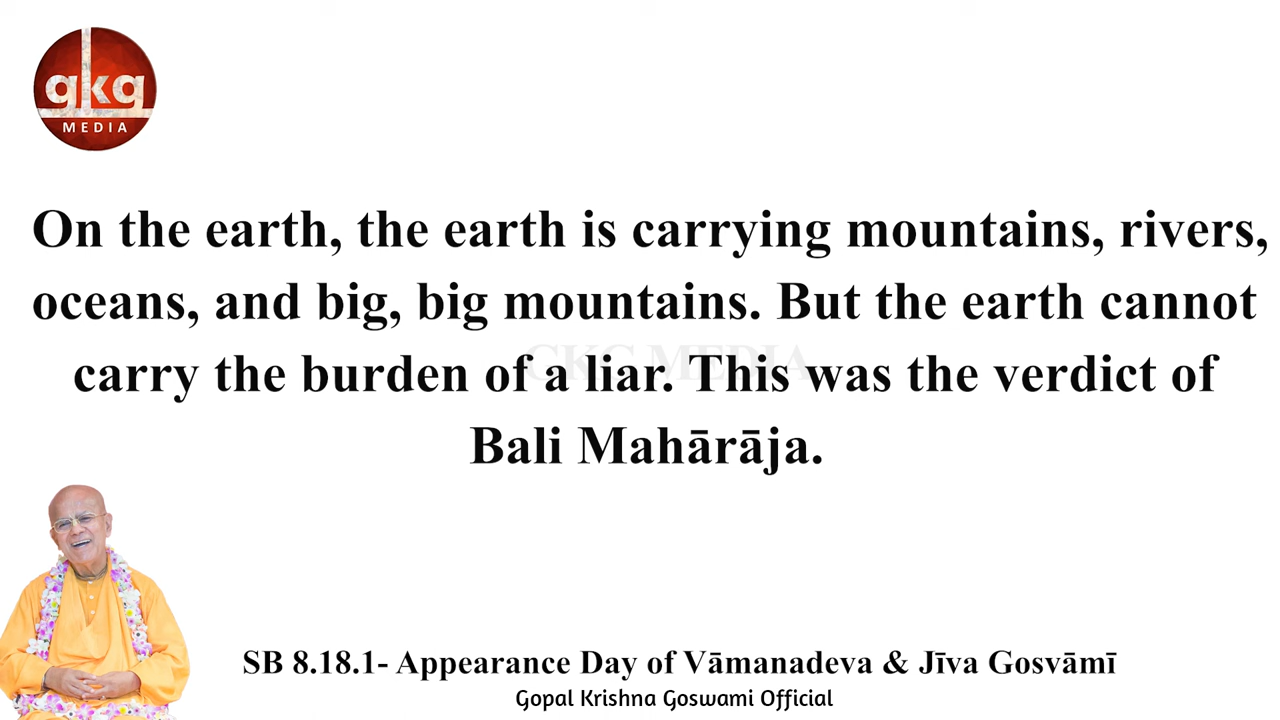 gkg
MEDIA
On the earth, the earth is carrying mountains, rivers,
oceans, and big, big mountains. But the earth cannot
GKG MEDIA
carry the burden of a liar. This was the verdict of
Bali Mahārāja.
SB 8.18.1- Appearance Day of Vāmanadeva & Jīva Gosvāmī
Gopal Krishna Goswami Official